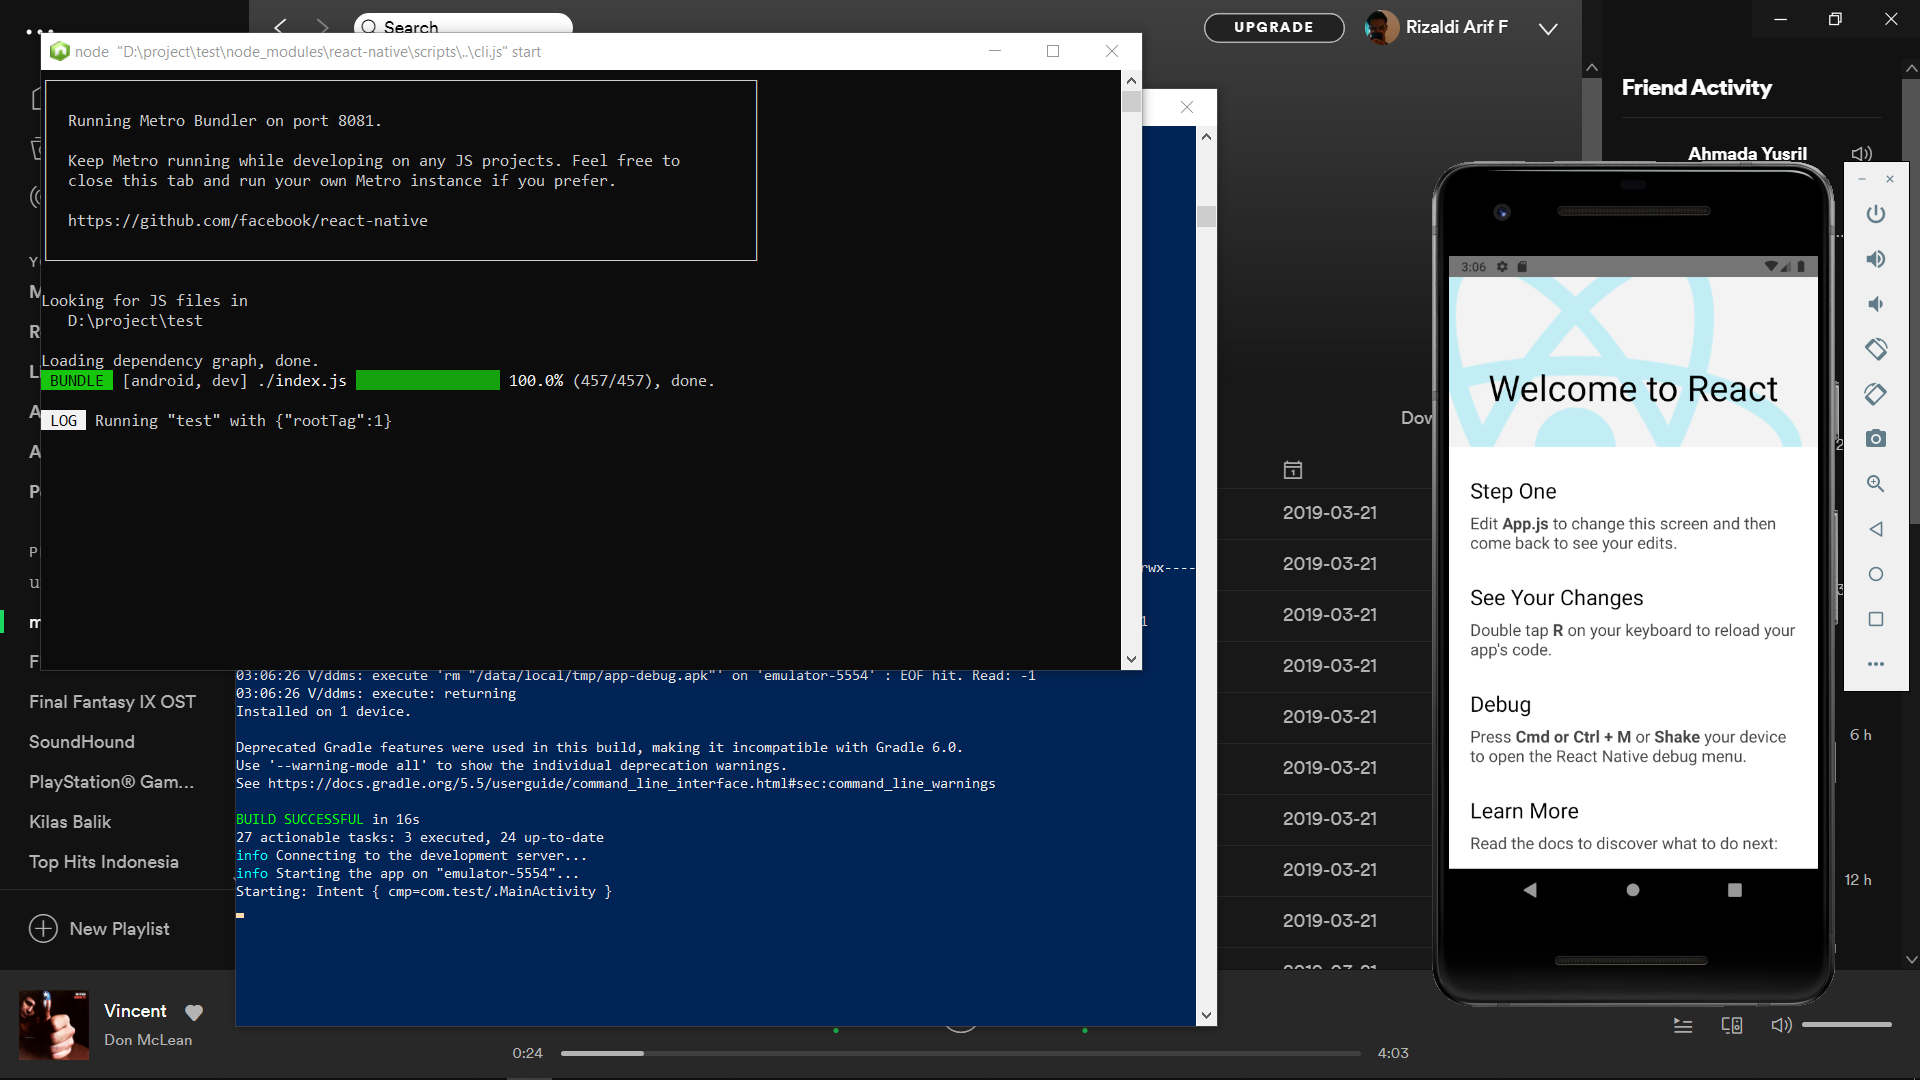 Search
UPGRADE
Rizaldi Arif F
node "D:\project\test\node_modules\react-native\scripts\..\cli.js" start
Running Metro Bundler on port 8081.
Keep Metro running while developing on any JS projects. Feel free to
close this tab and run your own Metro instance if you prefer.
https://github.com/facebook/react-native
Looking for JS files in
D:\project\test
Loading dependency graph, done.
BUNDLE [android, dev] ./index.js 100.0% (457/457), done.
LOG Running "test" with {"rootTag":1}
rwx----
1
03:06:26 V/ddms: execute 'rm "/data/local/tmp/app-debug.apk"' on 'emulator-5554' : EOF hit. Read: -1
03:06:26 V/ddms: execute: returning
Installed on 1 device.
Deprecated Gradle features were used in this build, making it incompatible with Gradle 6.0.
Use '--warning-mode all' to show the individual deprecation warnings.
See https://docs.gradle.org/5.5/userguide/command_line_interface.html#sec:command_line_warnings
BUILD SUCCESSFUL in 16s
27 actionable tasks: 3 executed, 24 up-to-date
info Connecting to the development server...
info Starting the app on "emulator-5554"...
Starting: Intent { cmp=com.test/.MainActivity }
Final Fantasy IX OST
SoundHound
PlayStation® Gam...
Kilas Balik
Top Hits Indonesia
New Playlist
Vincent
Don McLean
0:24
4:03
Dow
2019-03-21
2019-03-21
2019-03-21
2019-03-21
2019-03-21
2019-03-21
2019-03-21
2019-03-21
2019-03-21
Friend Activity
Ahmada Yusril
6 h
12 h
3:06
Welcome to React
Step One
Edit App.js to change this screen and then
come back to see your edits.
See Your Changes
Double tap R on your keyboard to reload your
app's code.
Debug
Press Cmd or Ctrl + M or Shake your device
to open the React Native debug menu.
Learn More
Read the docs to discover what to do next: